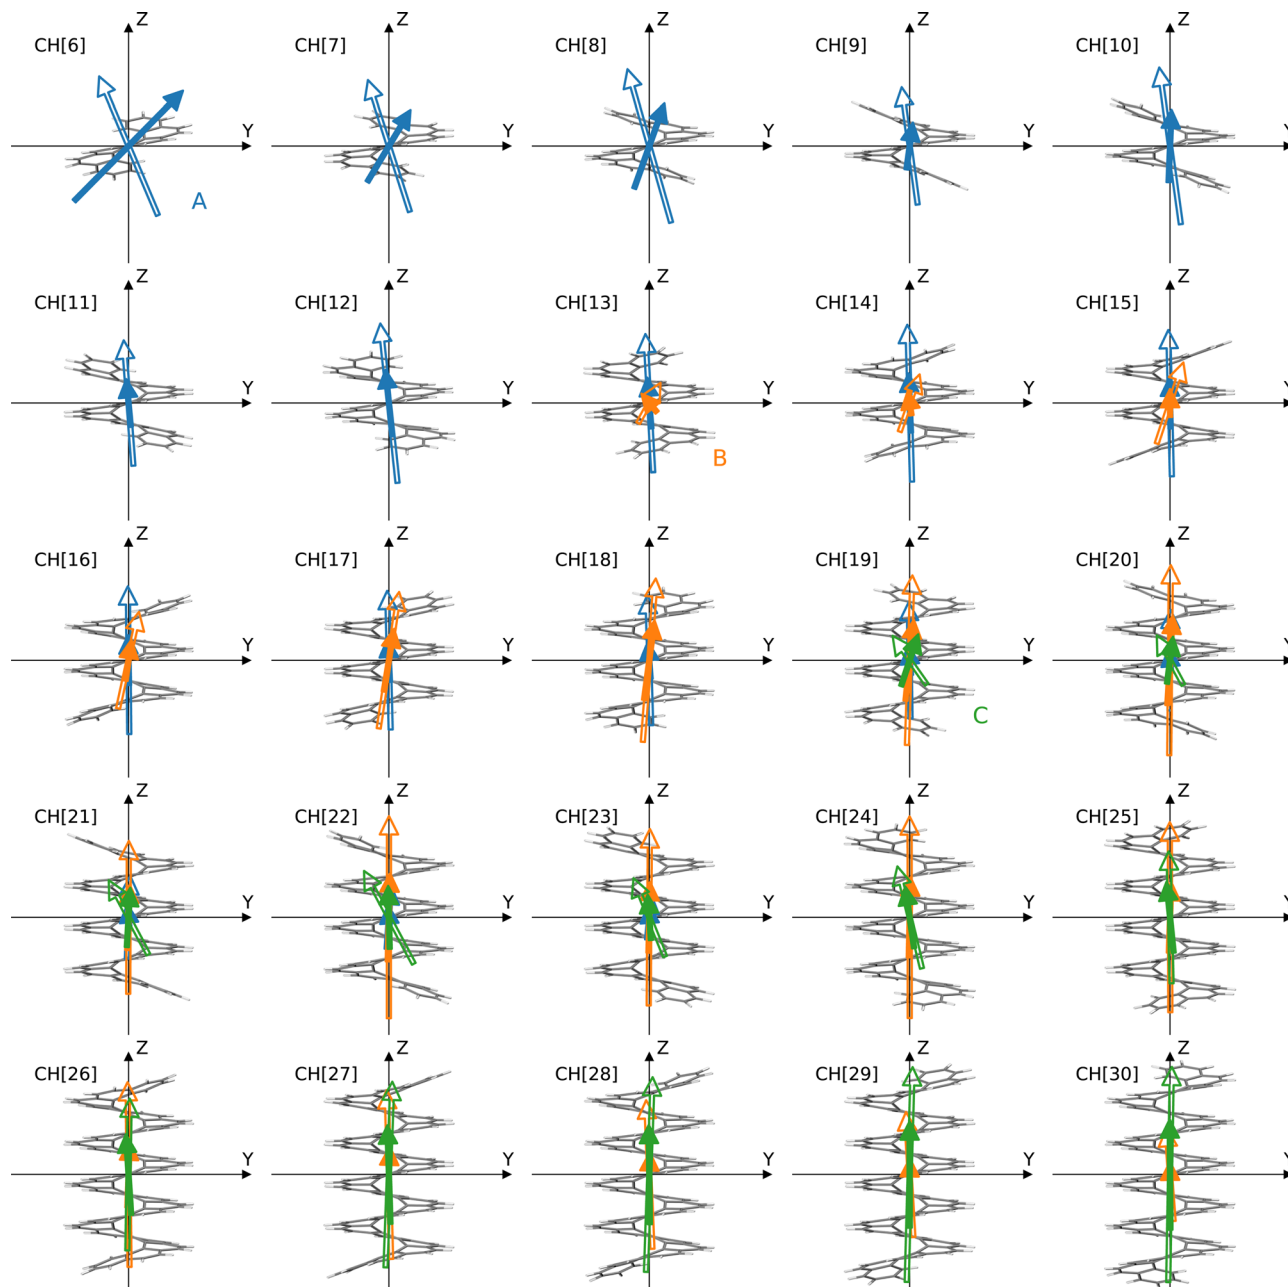 Z Z Z Z Z
CH[6] CH[7] CH[8] CH[9] CH[10]
Y Y Y Y Y
A
Z Z Z Z Z
CH[11] CH[12] CH[13] CH[14] CH[15]
Y Y Y Y Y
B
Z Z Z Z Z
CH[16] CH[17] CH[18] CH[19] CH[20]
Y Y Y Y Y
C
Z Z Z Z Z
CH[21] CH[22] CH[23] CH[24] CH[25]
Y Y Y Y Y
Z Z Z Z Z
CH[26] CH[27] CH[28] CH[29] CH[30]
Y Y Y Y Y